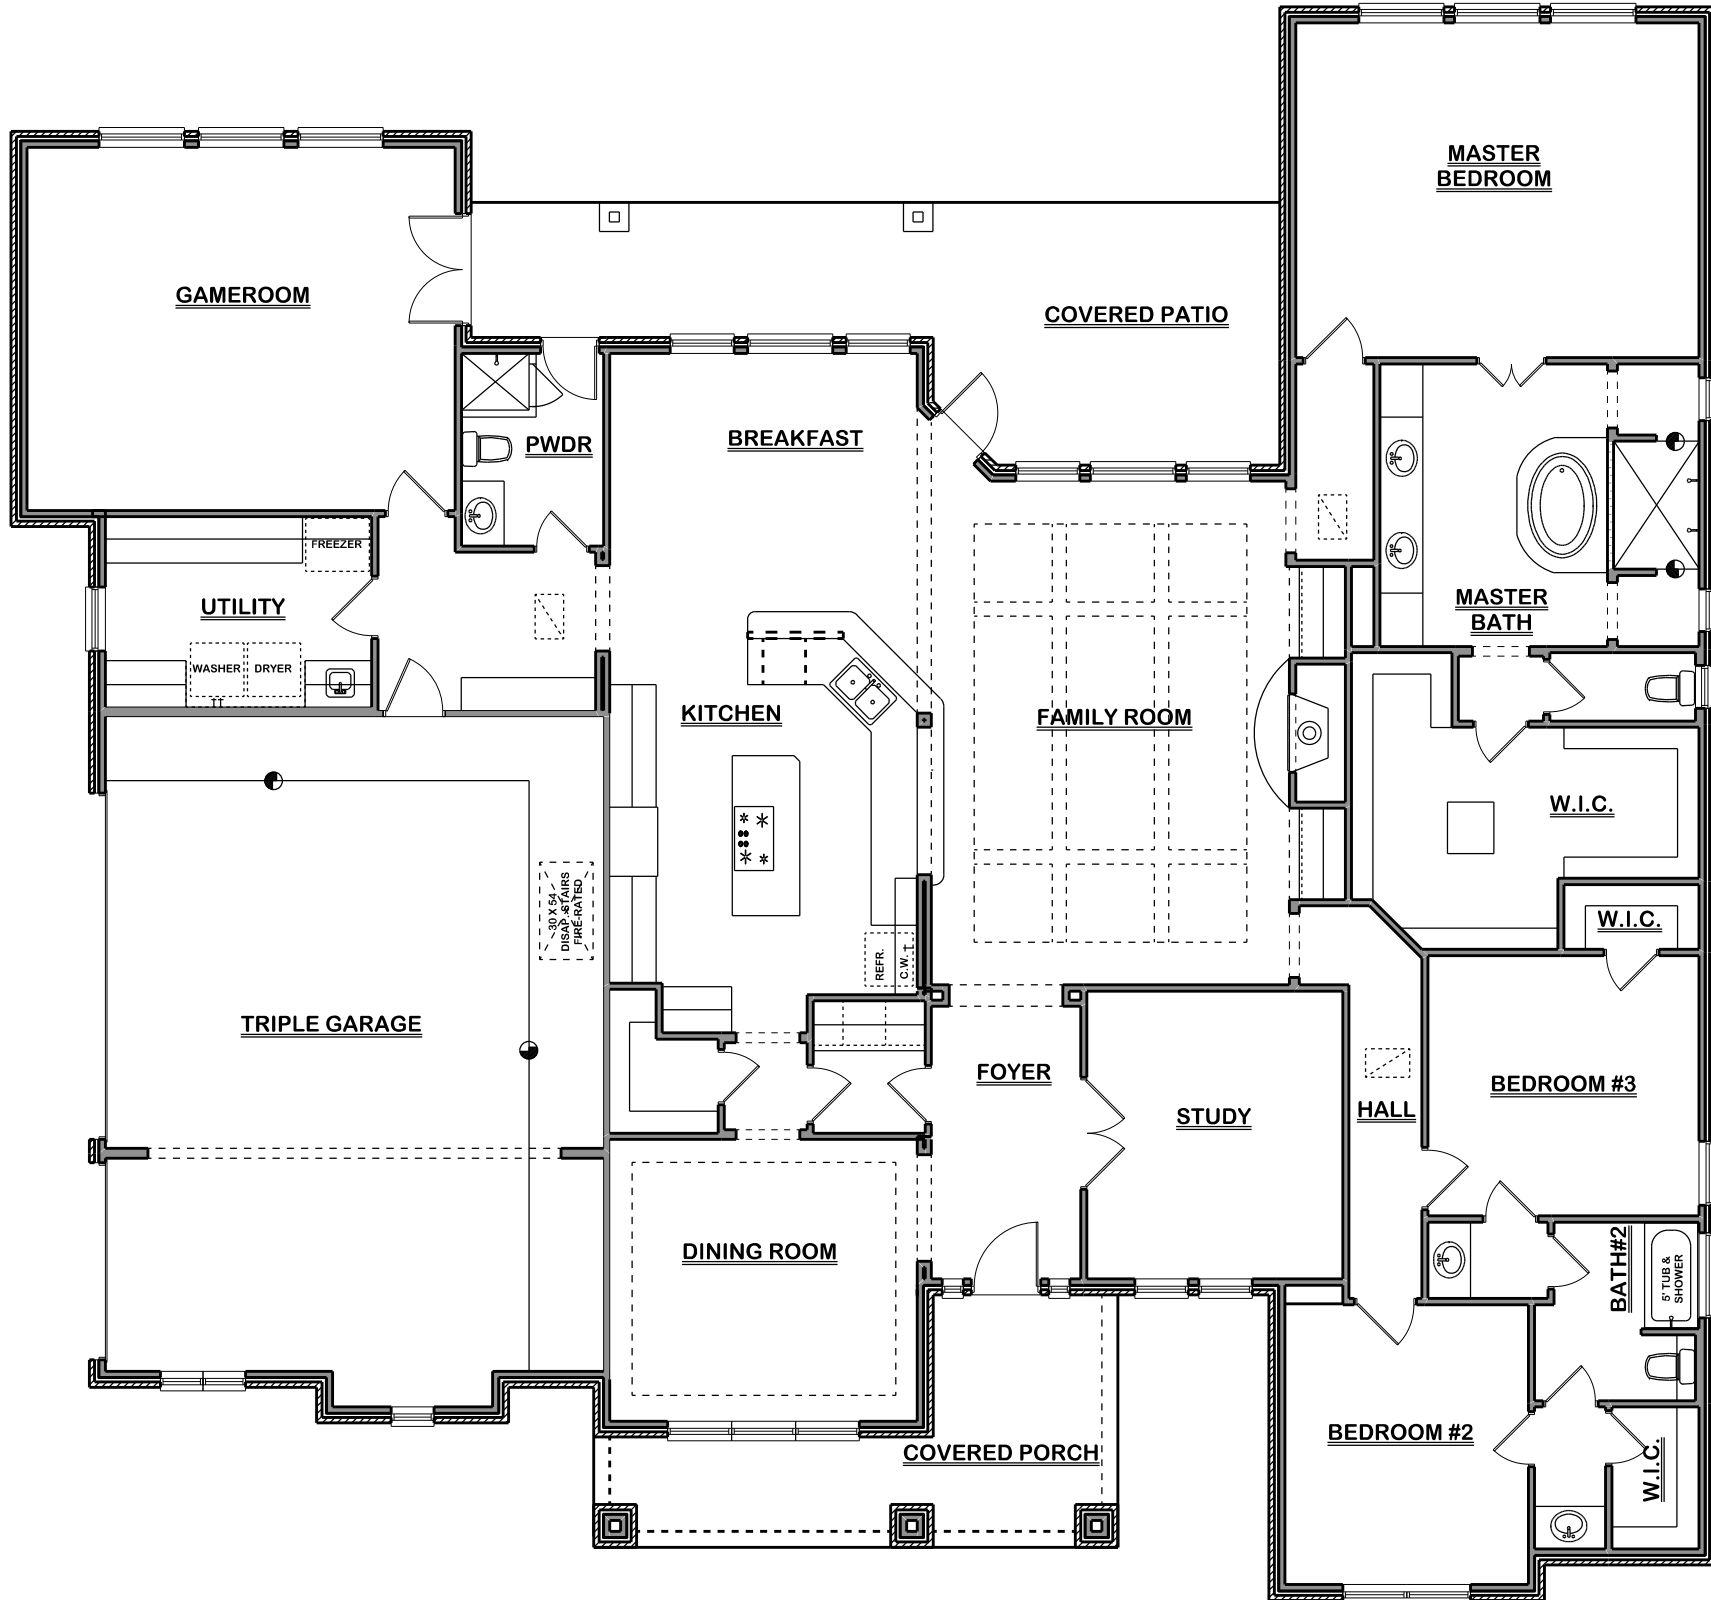 MASTER
BEDROOM
GAMEROOM
COVERED PATIO
BREAKFAST
PWDR
FREEZER
UTILITY
MASTER
BATH
WASHER
DRYER
KITCHEN
FAMILY ROOM
W.I.C.
30 X 54
DISAP. STAIRS
FIRE-RATED
W.I.C.
REFR.
C.W.
TRIPLE GARAGE
FOYER
BEDROOM #3
HALL
STUDY
DINING ROOM
BATH#2
5' TUB &
SHOWER
BEDROOM #2
COVERED PORCH
W.I.C.